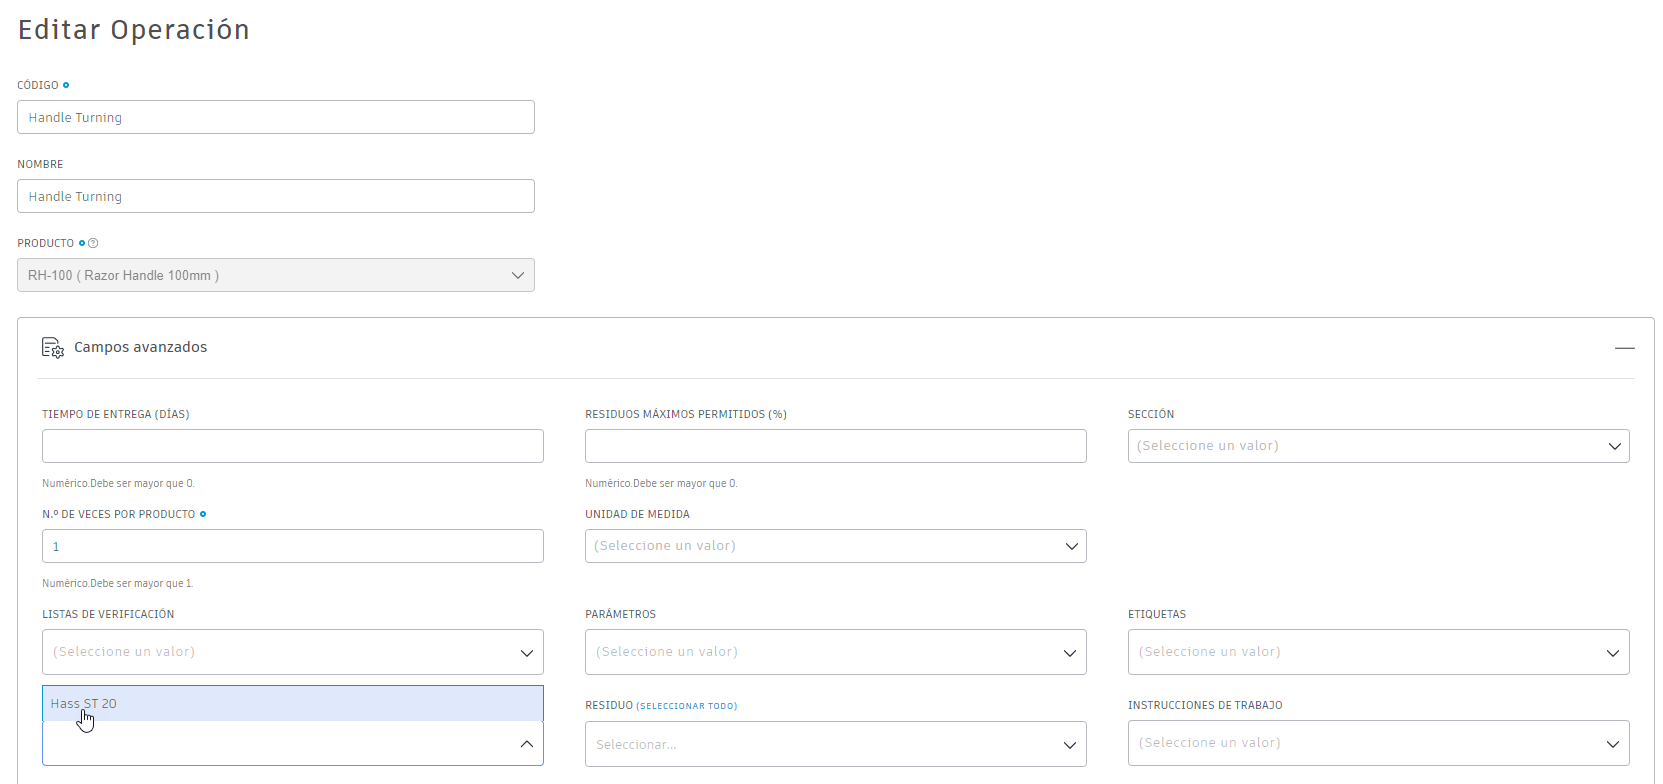 Editar Operación
CÓDIGO
Handle Turning
NOMBRE
Handle Turning
PRODUCTO
RH-100 ( Razor Handle 100mm )
Campos avanzados
TIEMPO DE ENTREGA (DÍAS)
RESIDUOS MÁXIMOS PERMITIDOS (%)
SECCIÓN
(Seleccione un valor)
Numérico.Debe ser mayor que 0.
Numérico.Debe ser mayor que 0.
N.º DE VECES POR PRODUCTO
UNIDAD DE MEDIDA
1
(Seleccione un valor)
Numérico.Debe ser mayor que 1.
LISTAS DE VERIFICACIÓN
PARÁMETROS
ETIQUETAS
(Seleccione un valor)
(Seleccione un valor)
(Seleccione un valor)
Hass ST 20
RESIDUO (SELECCIONAR TODO)
INSTRUCCIONES DE TRABAJO
Seleccionar...
(Seleccione un valor)